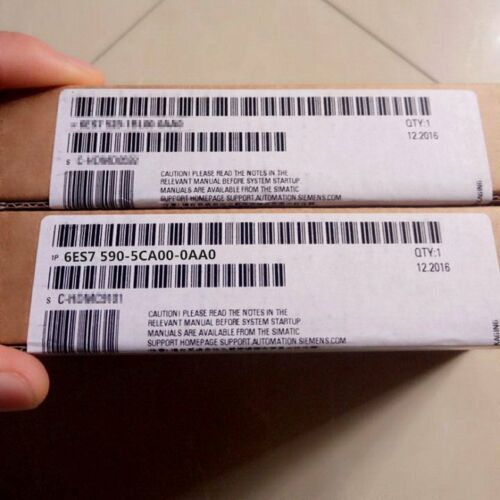 QTY:1
12.2016
S
CAUTION! PLEASE READ THE NOTES IN THE
RELEVANT MANUAL BEFORE SYSTEM STARTUP.
MANUALS ARE AVAILABLE FROM THE SIMATIC
SUPPORT HOMEPAGE SUPPORT.AUTOMATION.SIEMENS.COM
1P 6ES7 590-5CA00-0AA0
QTY:1
12.2016
S
CAUTION! PLEASE READ THE NOTES IN THE
RELEVANT MANUAL BEFORE SYSTEM STARTUP.
MANUALS ARE AVAILABLE FROM THE SIMATIC
SUPPORT HOMEPAGE SUPPORT.AUTOMATION.SIEMENS.COM